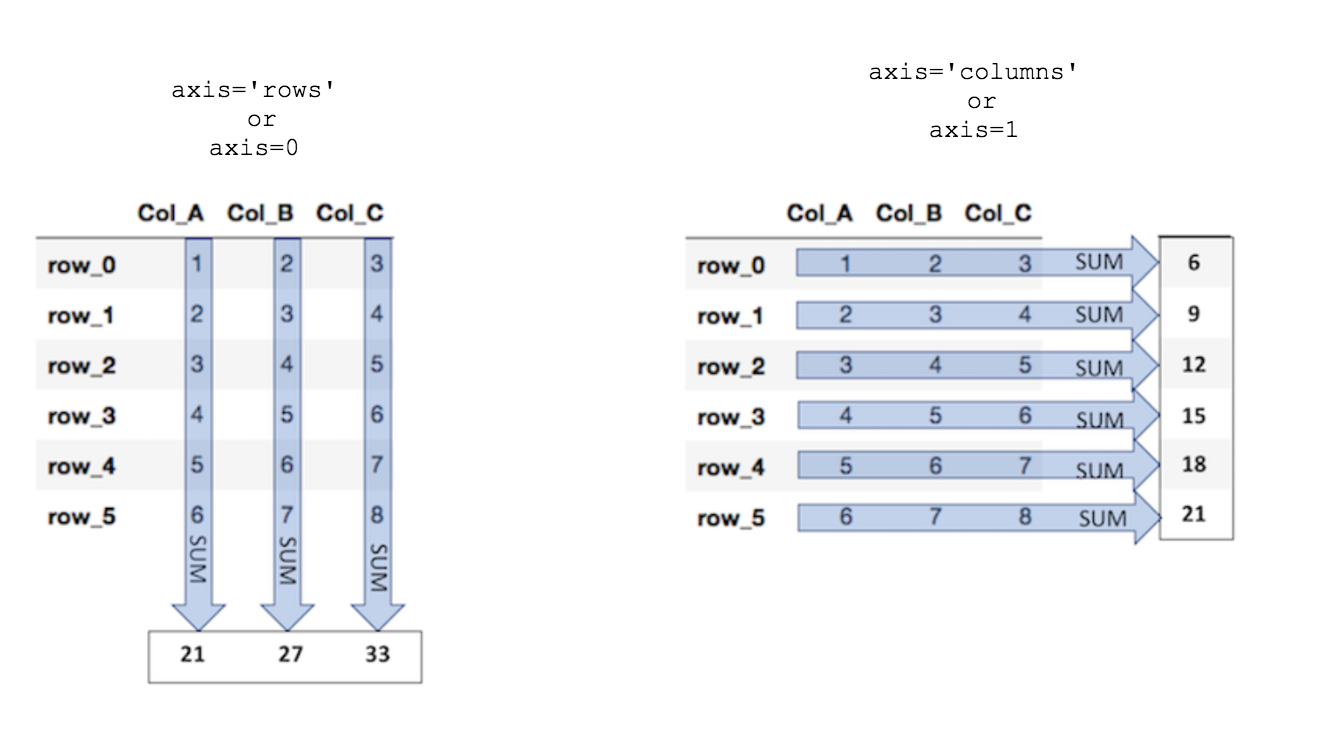 axis='rows'
or
axis=0
Col_A Col_B Col_C
row_0 1 2 3
row_1 2 3 4
row_2 3 4 5
row_3 4 5 6
row_4 5 6 7
row_5 6 7 8
SUM SUM SUM
21 27 33
axis='columns'
or
axis=1
Col_A Col_B Col_C
row_0 1 2 3 SUM 6
row_1 2 3 4 SUM 9
row_2 3 4 5 SUM 12
row_3 4 5 6 SUM 15
row_4 5 6 7 SUM 18
row_5 6 7 8 SUM 21